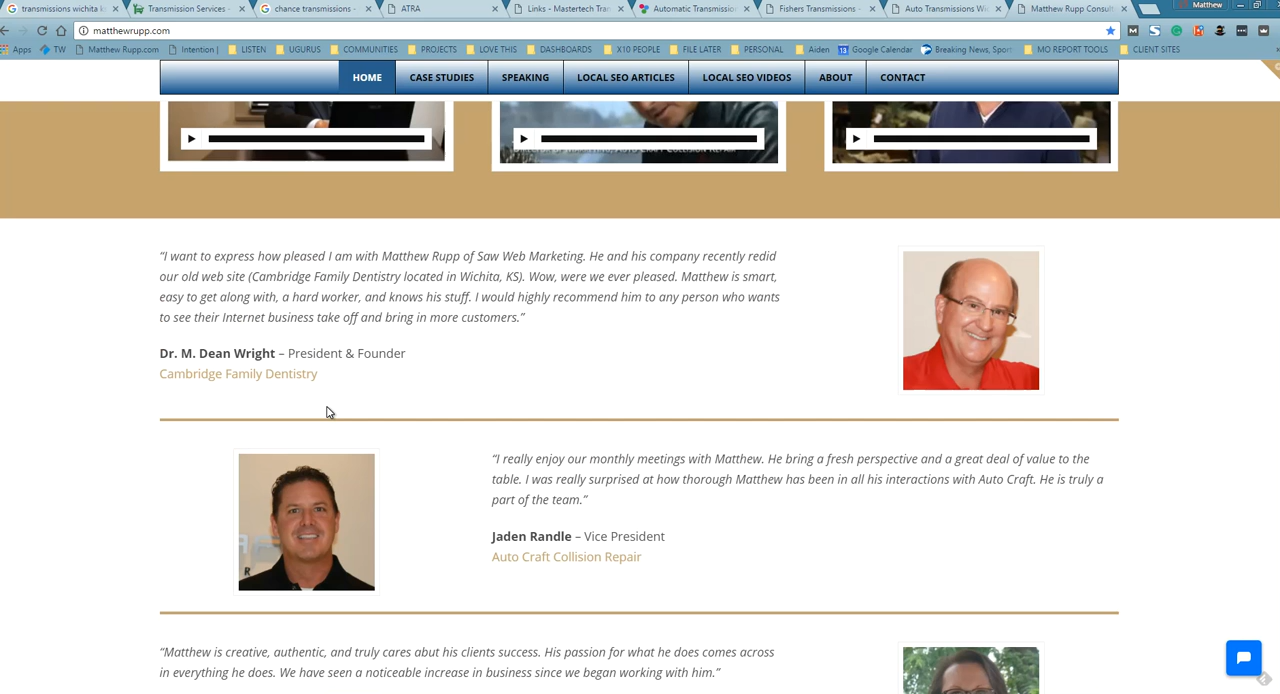 transmissions wichita k
Transmission Services -
chance transmissions -
ATRA
Links - Mastertech Tran
Automatic Transmissio
Fishers Transmissions -
Auto Transmissions Wi
Matthew Rupp Consult
Matthew
matthewrupp.com
Apps
TW
Matthew Rupp.com
Intention |
LISTEN
UGURUS
COMMUNITIES
PROJECTS
LOVE THIS
DASHBOARDS
X10 PEOPLE
FILE LATER
PERSONAL
Aiden
13 Google Calendar
Breaking News, Spor
MO REPORT TOOLS
CLIENT SITES
HOME
CASE STUDIES
SPEAKING
LOCAL SEO ARTICLES
LOCAL SEO VIDEOS
ABOUT
CONTACT
“I want to express how pleased I am with Matthew Rupp of Saw Web Marketing. He and his company recently redid
our old web site (Cambridge Family Dentistry located in Wichita, KS). Wow, were we ever pleased. Matthew is smart,
easy to get along with, a hard worker, and knows his stuff. I would highly recommend him to any person who wants
to see their Internet business take off and bring in more customers.”
Dr. M. Dean Wright – President & Founder
Cambridge Family Dentistry
“I really enjoy our monthly meetings with Matthew. He bring a fresh perspective and a great deal of value to the
table. I was really surprised at how thorough Matthew has been in all his interactions with Auto Craft. He is truly a
part of the team.”
Jaden Randle – Vice President
Auto Craft Collision Repair
“Matthew is creative, authentic, and truly cares abut his clients success. His passion for what he does comes across
in everything he does. We have seen a noticeable increase in business since we began working with him.”